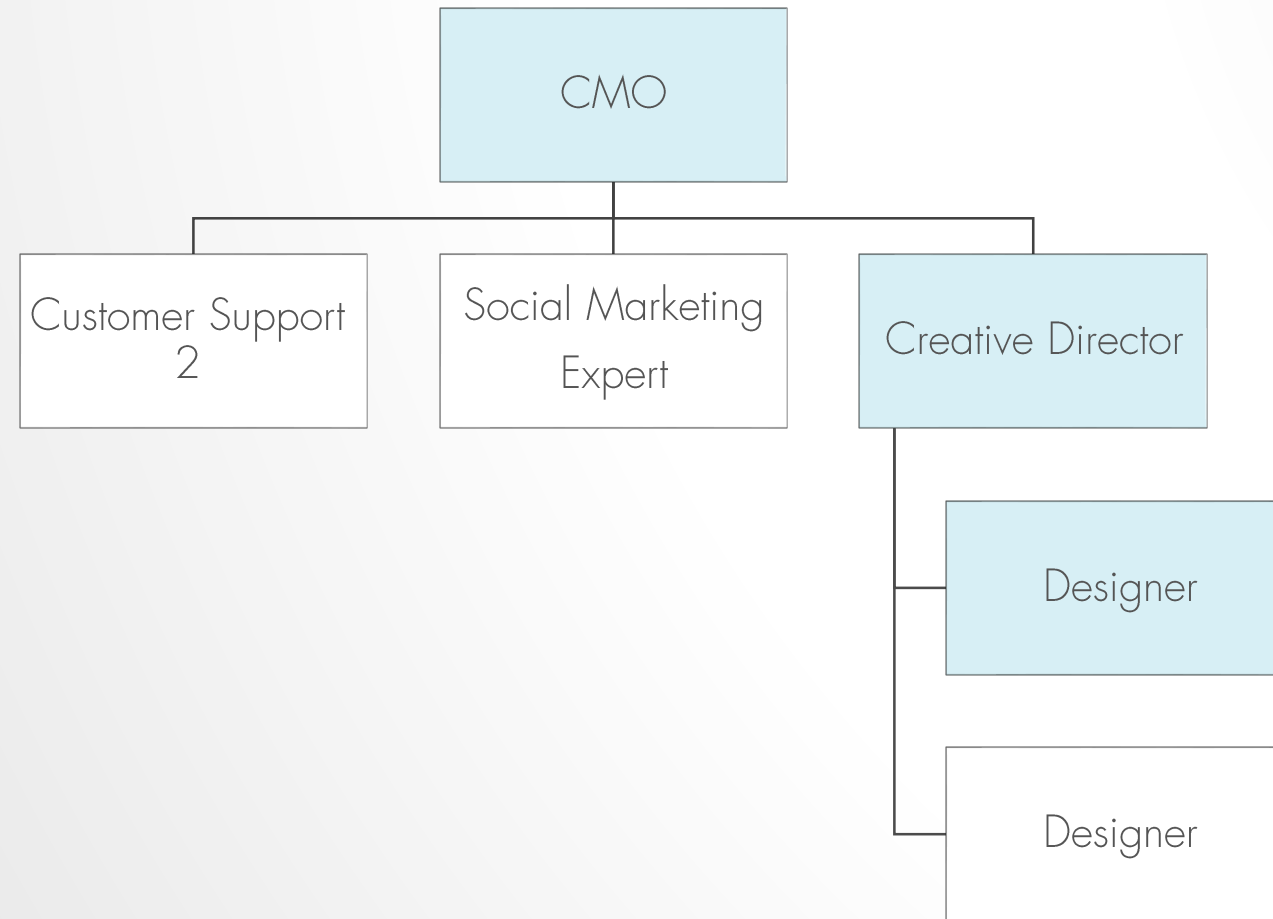 CMO
Customer Support
2
Social Marketing
Expert
Creative Director
Designer
Designer